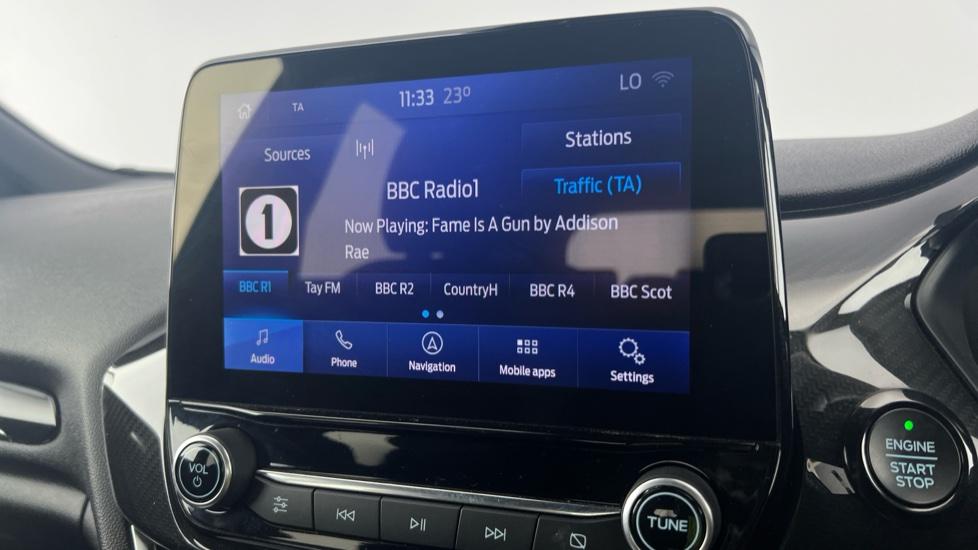 TA
11:33 23°
LO
Sources
Stations
1
BBC Radio1
Traffic (TA)
Now Playing: Fame Is A Gun by Addison
Rae
BBC R1 Tay FM BBC R2 CountryH BBC R4 BBC Scot
Audio Phone Navigation Mobile apps Settings
VOL
TUNE
ENGINE
START
STOP